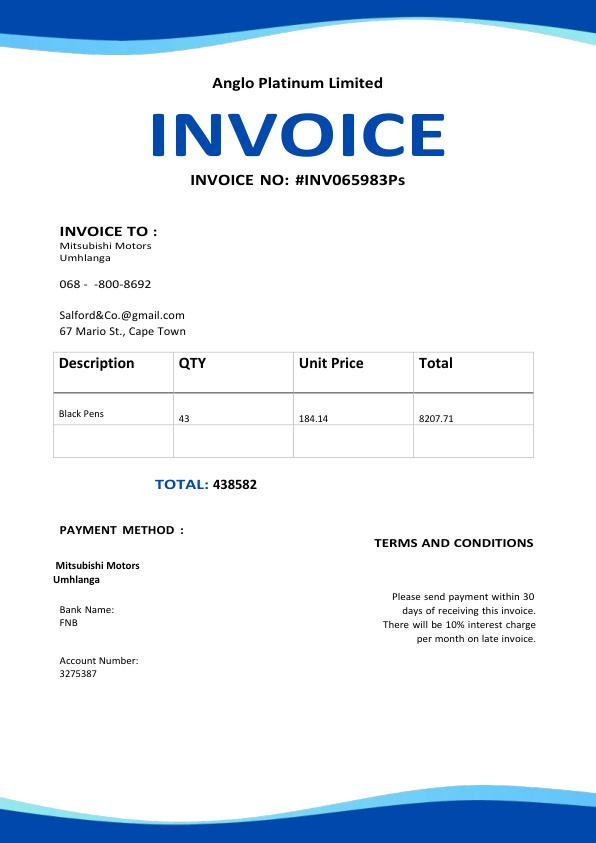 Anglo Platinum Limited
INVOICE
INVOICE NO: #INV065983Ps
INVOICE TO :
Mitsubishi Motors
Umhlanga
068 -  -800-8692
Salford&Co.@gmail.com
67 Mario St., Cape Town
Description QTY Unit Price Total
Black Pens 43 184.14 8207.71
TOTAL: 438582
PAYMENT METHOD :
Mitsubishi Motors
Umhlanga
Bank Name:
FNB
Account Number:
3275387
TERMS AND CONDITIONS
Please send payment within 30
days of receiving this invoice.
There will be 10% interest charge
per month on late invoice.